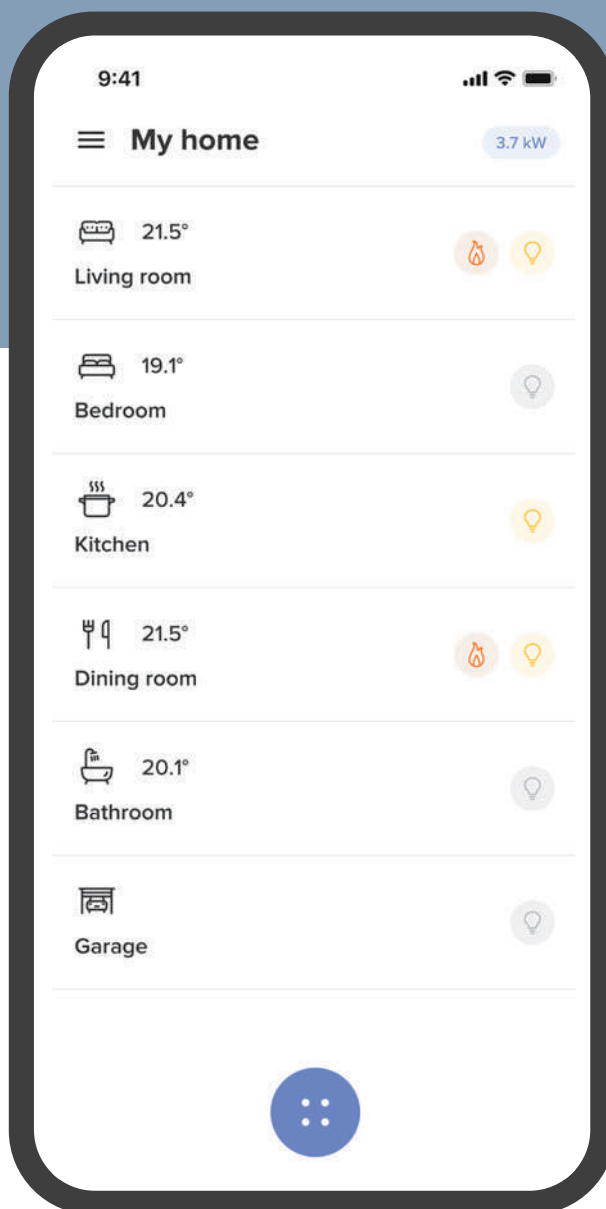 9:41
My home
3.7 kW
21.5°
Living room
19.1°
Bedroom
20.4°
Kitchen
21.5°
Dining room
20.1°
Bathroom
Garage